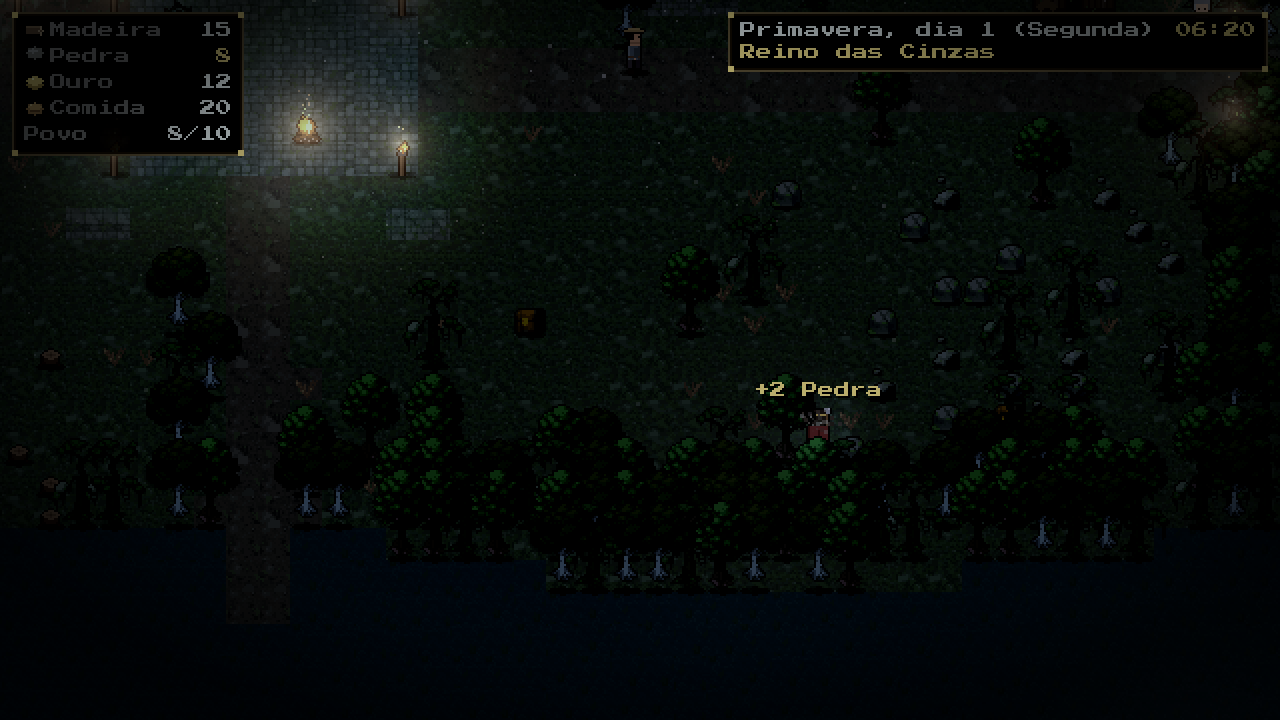 Madeira 15
Pedra 8
Ouro 12
Comida 20
Povo 8/10
Primavera, dia 1 (Segunda) 06:20
Reino das Cinzas
+2 Pedra